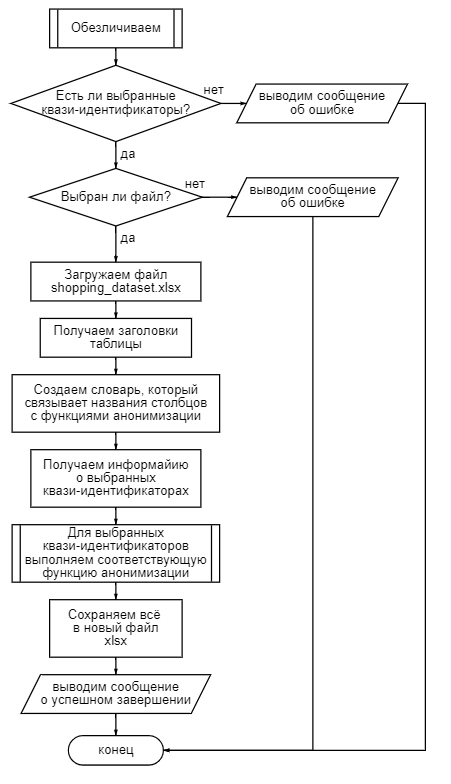 Обезличиваем
Есть ли выбранные
квази-идентификаторы?
нет
выводим сообщение
об ошибке
да
Выбран ли файл?
нет
выводим сообщение
об ошибке
да
Загружаем файл
shopping_dataset.xlsx
Получаем заголовки
таблицы
Создаем словарь, который
связывает названия столбцов
с функциями анонимизации
Получаем информайию
о выбранных
квази-идентификаторах
Для выбранных
квази-идентификаторов
выполняем соответствующую
функцию анонимизации
Сохраняем всё
в новый файл
xlsx
выводим сообщение
о успешном завершении
конец